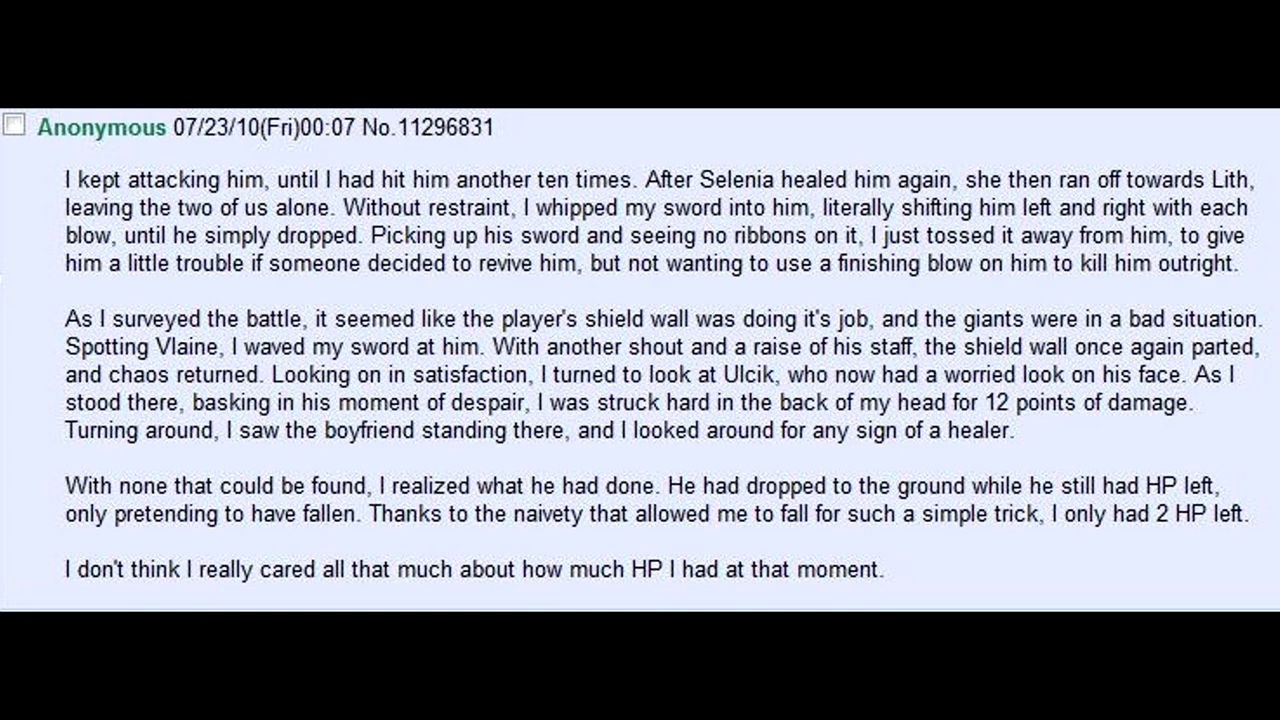 Anonymous 07/23/10(Fri)00:07 No.11296831
I kept attacking him, until I had hit him another ten times. After Selenia healed him again, she then ran off towards Lith,
leaving the two of us alone. Without restraint, I whipped my sword into him, literally shifting him left and right with each
blow, until he simply dropped. Picking up his sword and seeing no ribbons on it, I just tossed it away from him, to give
him a little trouble if someone decided to revive him, but not wanting to use a finishing blow on him to kill him outright.
As I surveyed the battle, it seemed like the player's shield wall was doing it's job, and the giants were in a bad situation.
Spotting Vlaine, I waved my sword at him. With another shout and a raise of his staff, the shield wall once again parted,
and chaos returned. Looking on in satisfaction, I turned to look at Ulcik, who now had a worried look on his face. As I
stood there, basking in his moment of despair, I was struck hard in the back of my head for 12 points of damage.
Turning around, I saw the boyfriend standing there, and I looked around for any sign of a healer.
With none that could be found, I realized what he had done. He had dropped to the ground while he still had HP left,
only pretending to have fallen. Thanks to the naivety that allowed me to fall for such a simple trick, I only had 2 HP left.
I don't think I really cared all that much about how much HP I had at that moment.